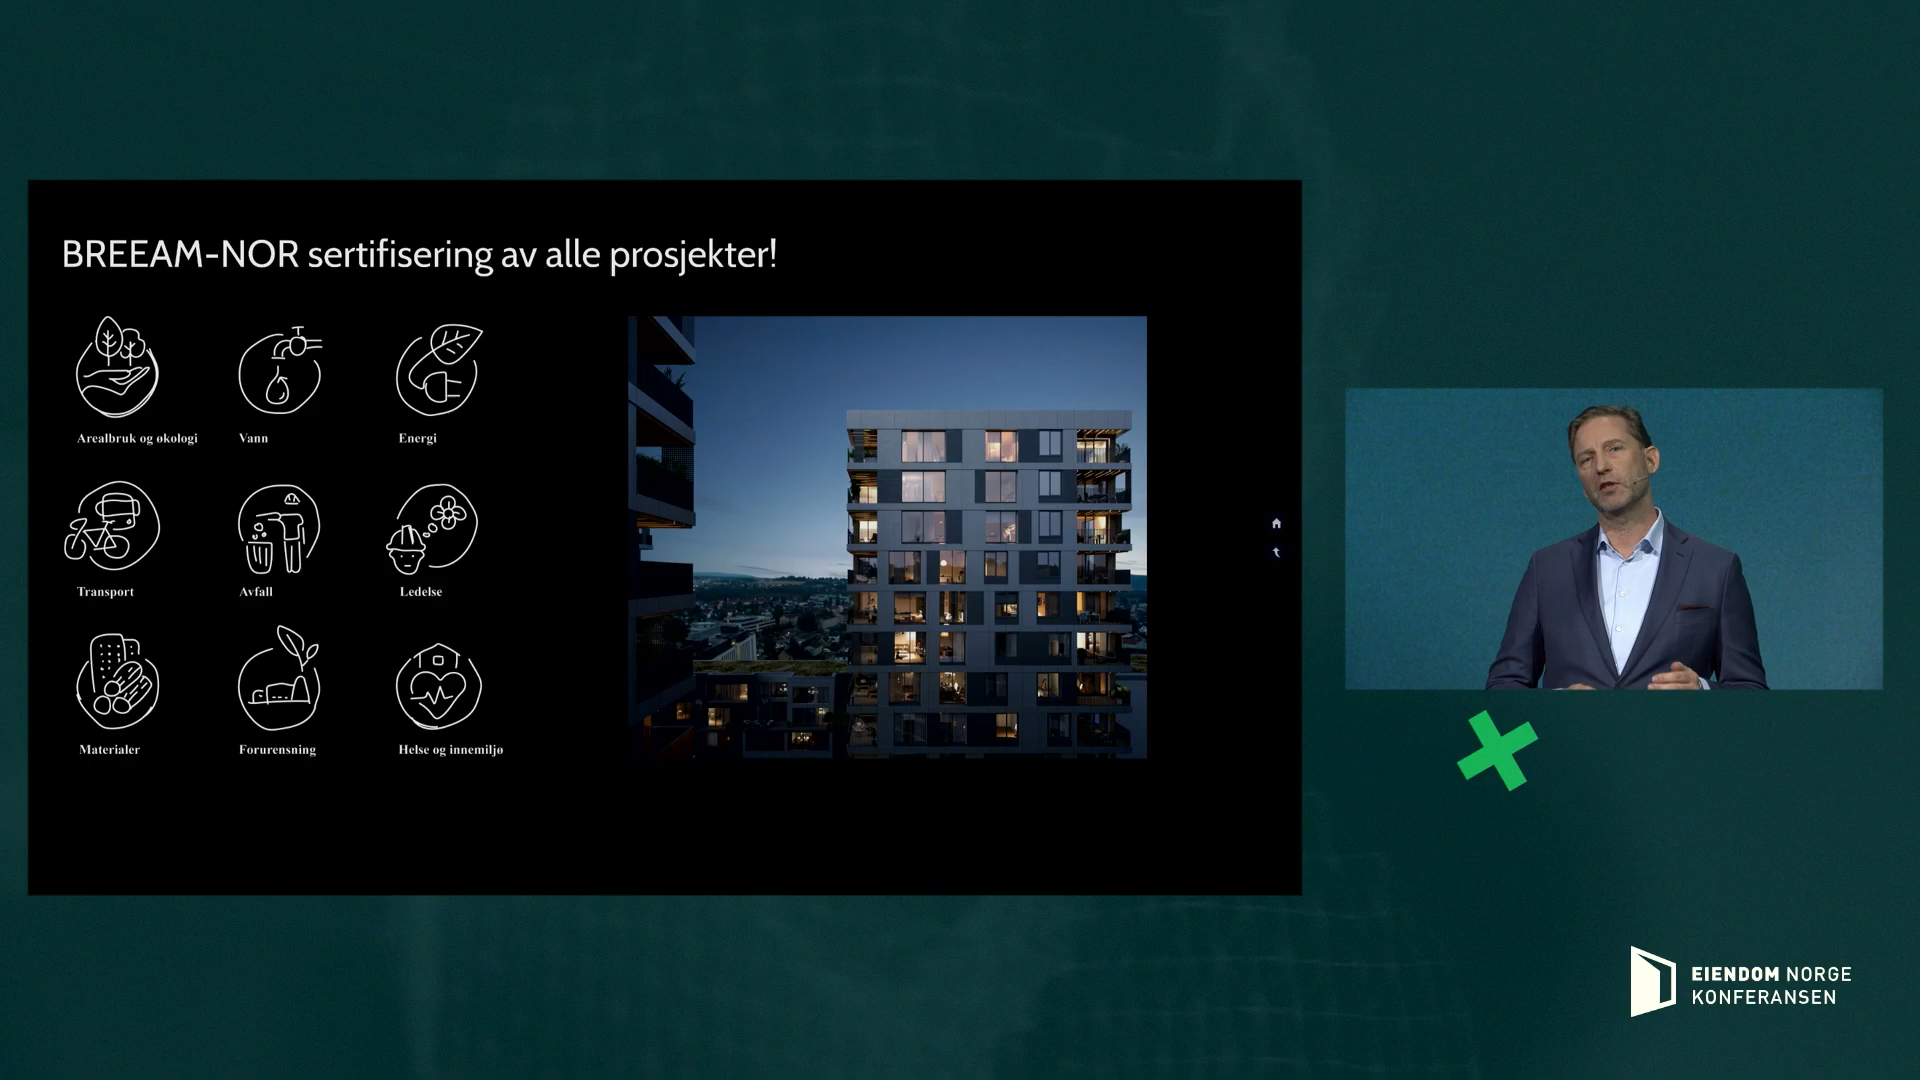 BREEAM-NOR sertifisering av alle prosjekter!
Arealbruk og økologi
Vann
Energi
Transport
Avfall
Ledelse
Materialer
Forurensning
Helse og innemiljø
EIENDOM NORGE
KONFERANSEN